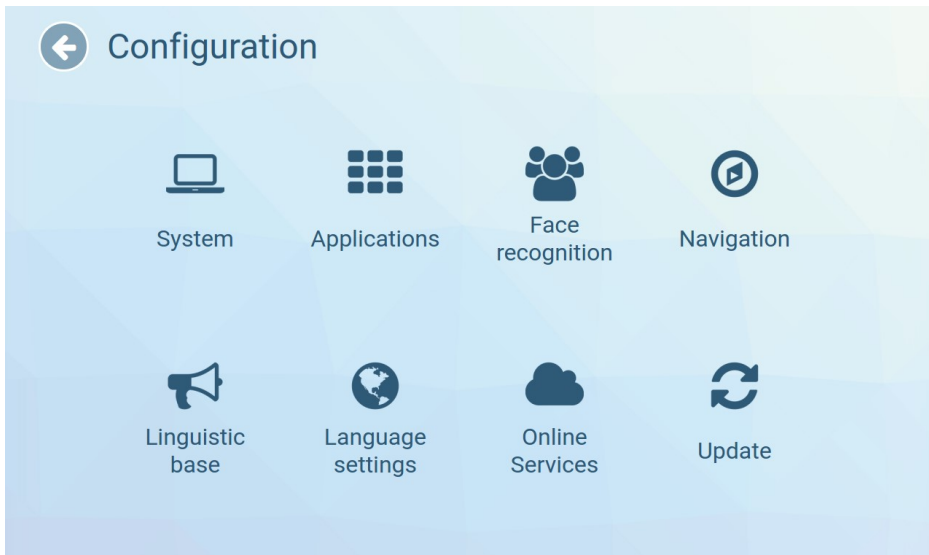 Configuration
System
Applications
Face
recognition
Navigation
Linguistic
base
Language
settings
Online
Services
Update